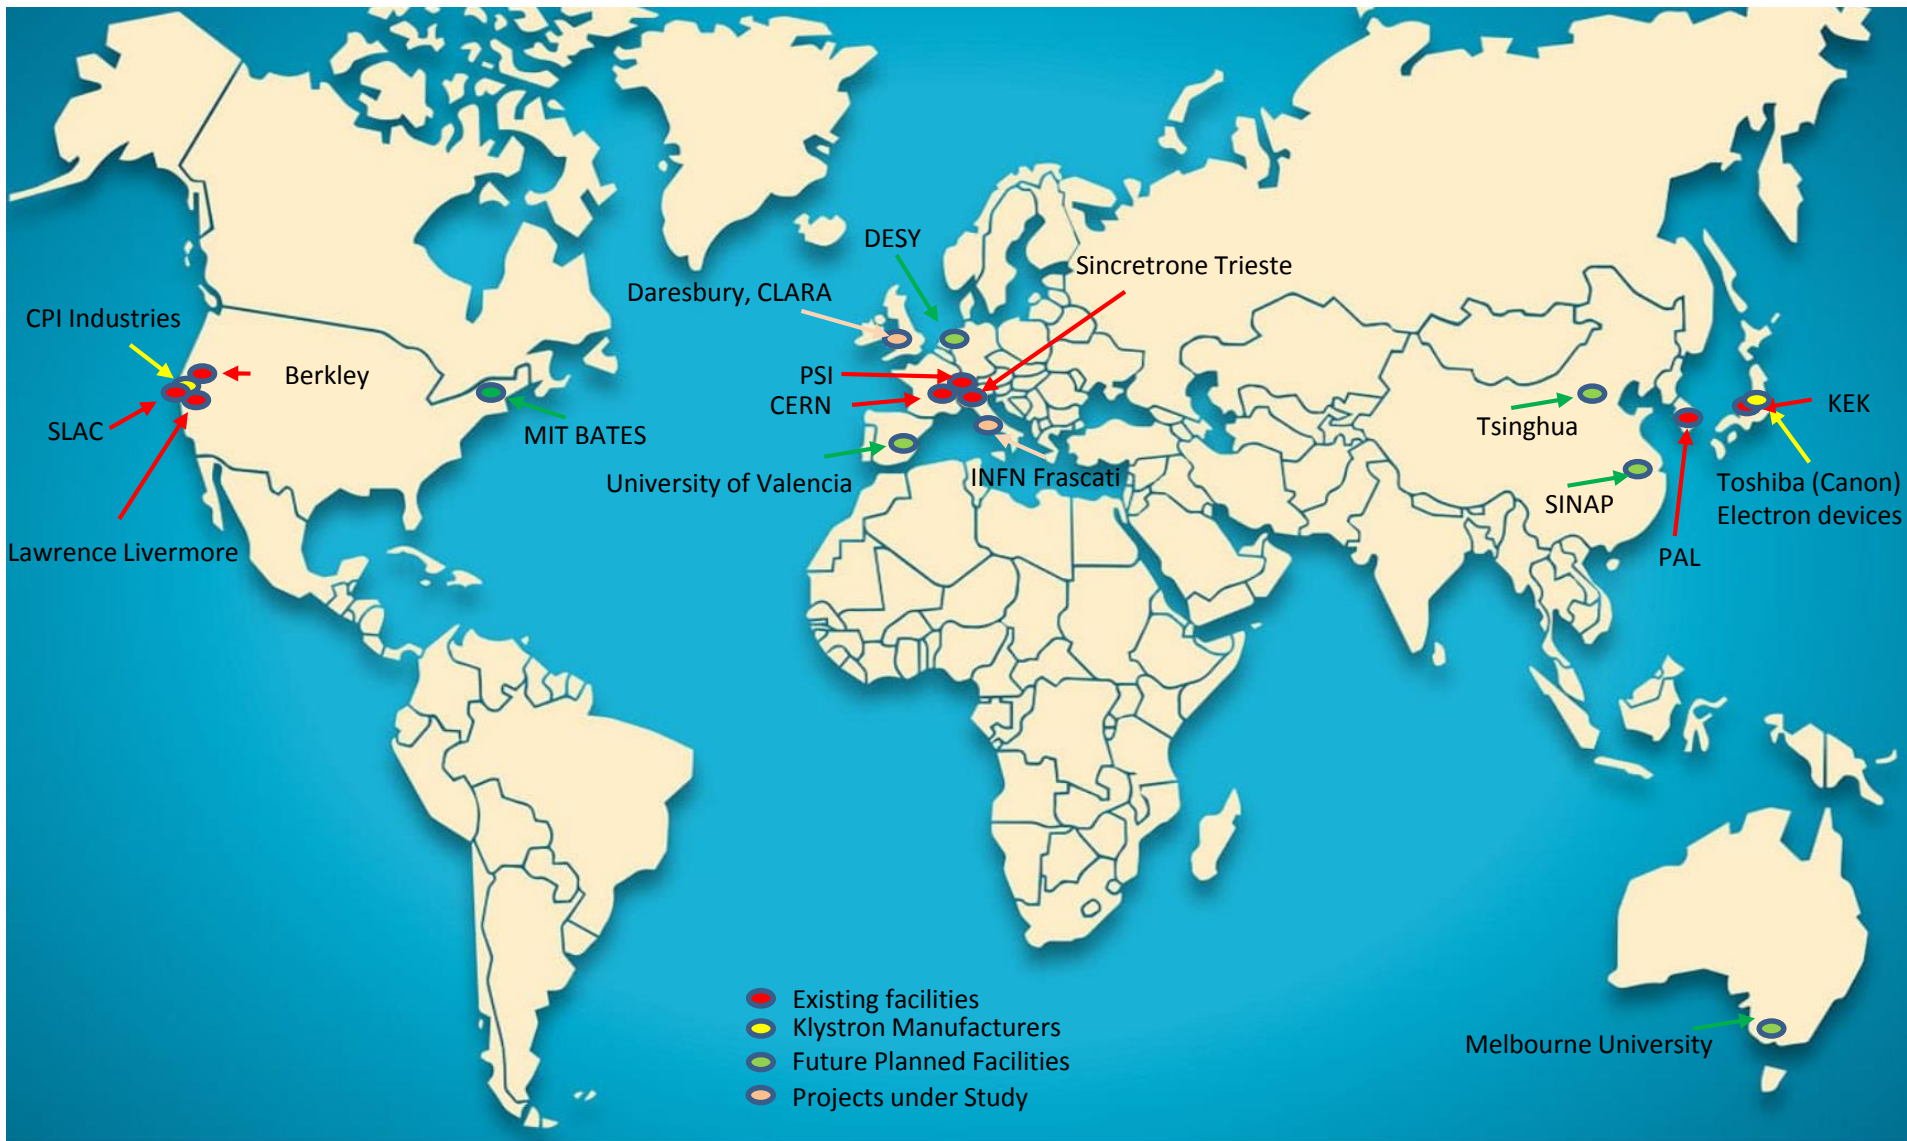 DESY
Sincretrone Trieste
Daresbury, CLARA
CPI Industries
Berkley
PSI
CERN
KEK
SLAC
MIT BATES
Tsinghua
University of Valencia
INFN Frascati
SINAP
Toshiba (Canon)
Electron devices
Lawrence Livermore
PAL
Existing facilities
Klystron Manufacturers
Future Planned Facilities
Projects under Study
Melbourne University